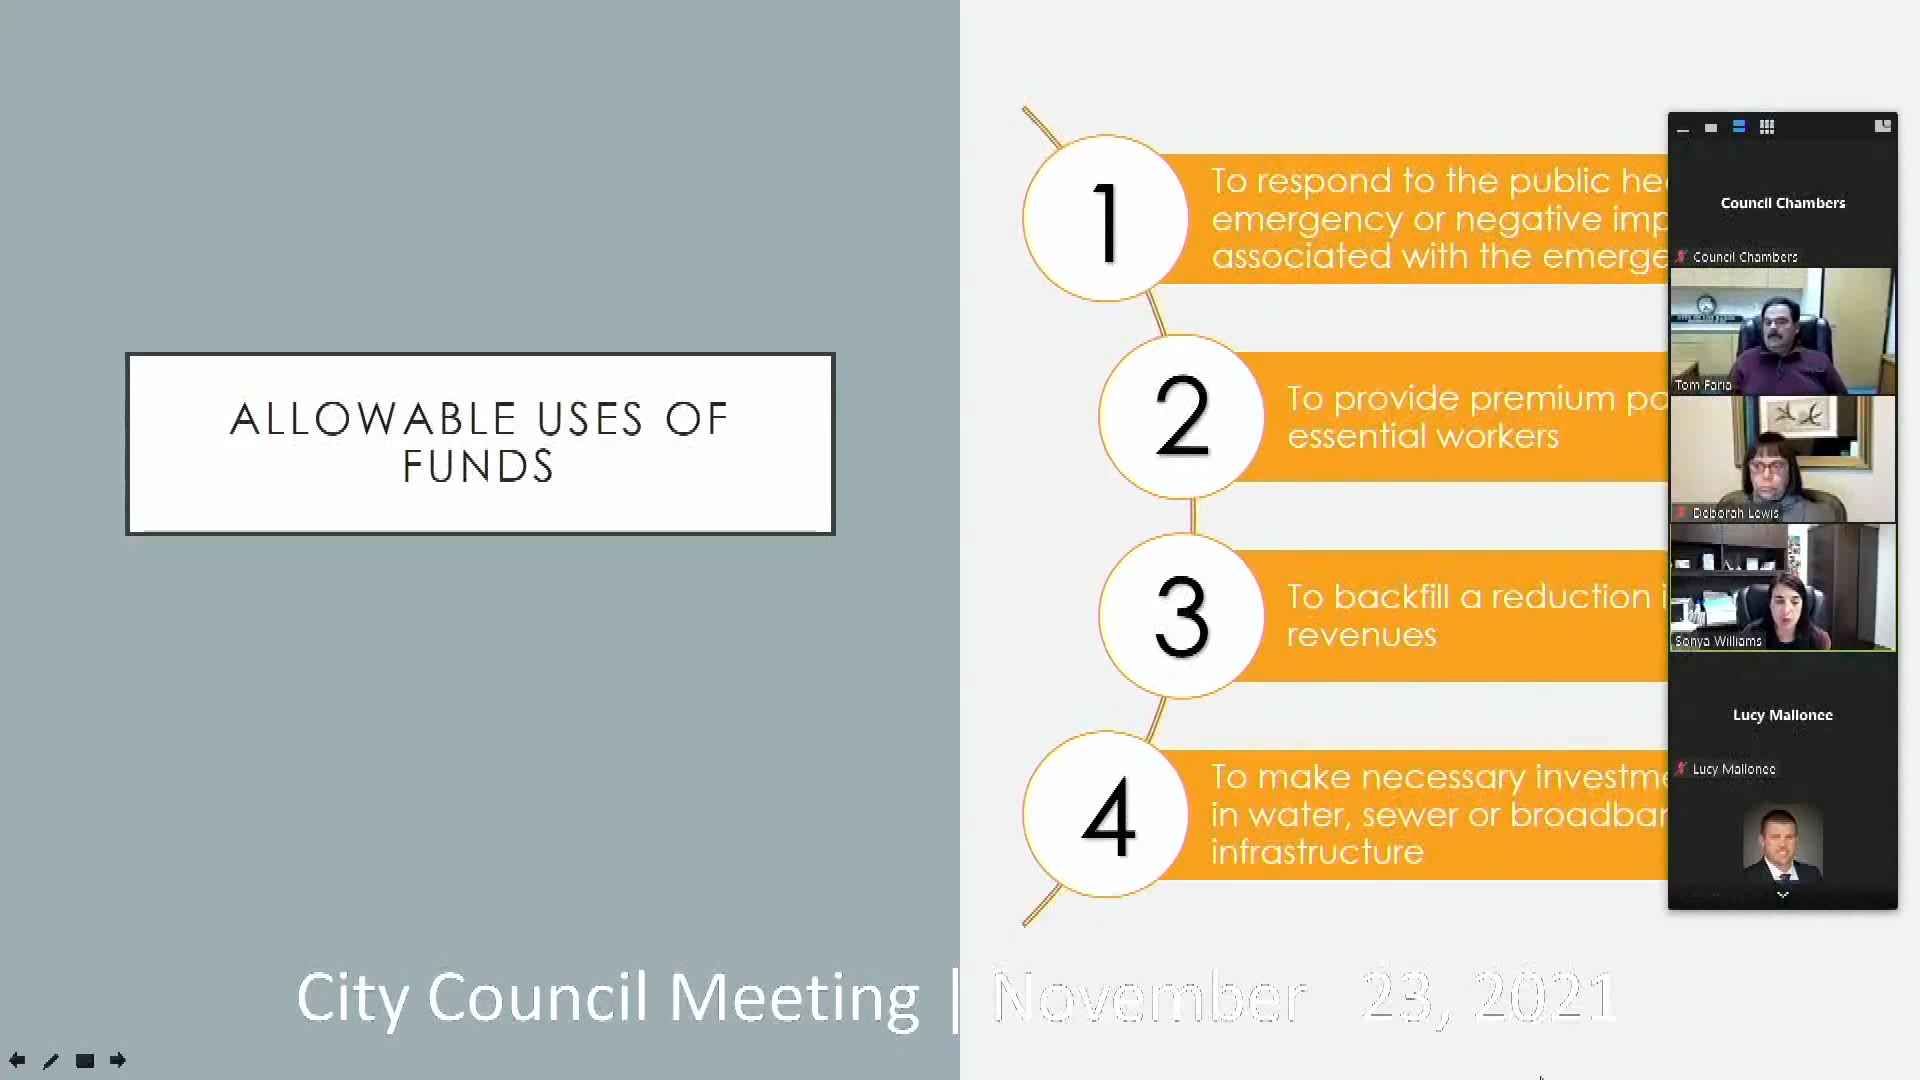 ALLOWABLE USES OF
FUNDS
1
To respond to the public he
emergency or negative imp
associated with the emerge
2
To provide premium pa
essential workers
3
To backfill a reduction i
revenues
4
To make necessary investme
in water, sewer or broadban
infrastructure
Council Chambers
Council Chambers
Tom Faria
Deborah Lewis
Sonya Williams
Lucy Mallonee
Lucy Mallonee
City Council Meeting | November 23, 2021